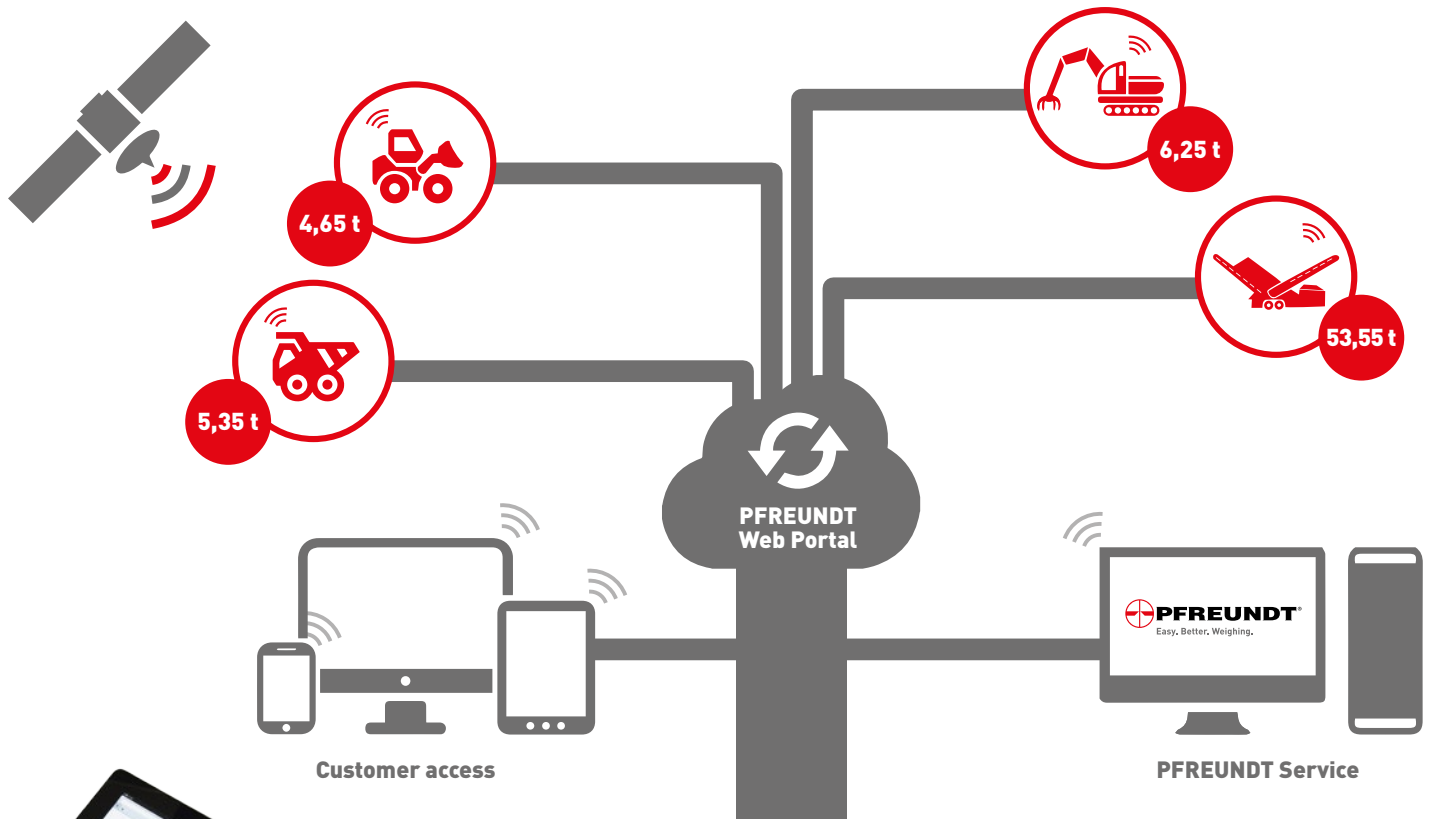 6,25 t
4,65 t
53,55 t
5,35 t
PFREUNDT
Web Portal
PFREUNDT®
Easy. Better. Weighing.
Customer access
PFREUNDT Service